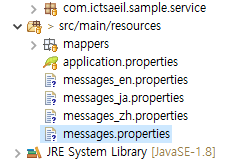 com.ictsaeil.sample.service
> src/main/resources
mappers
application.properties
messages_en.properties
messages_ja.properties
messages_zh.properties
messages.properties
JRE System Library [JavaSE-1.8]